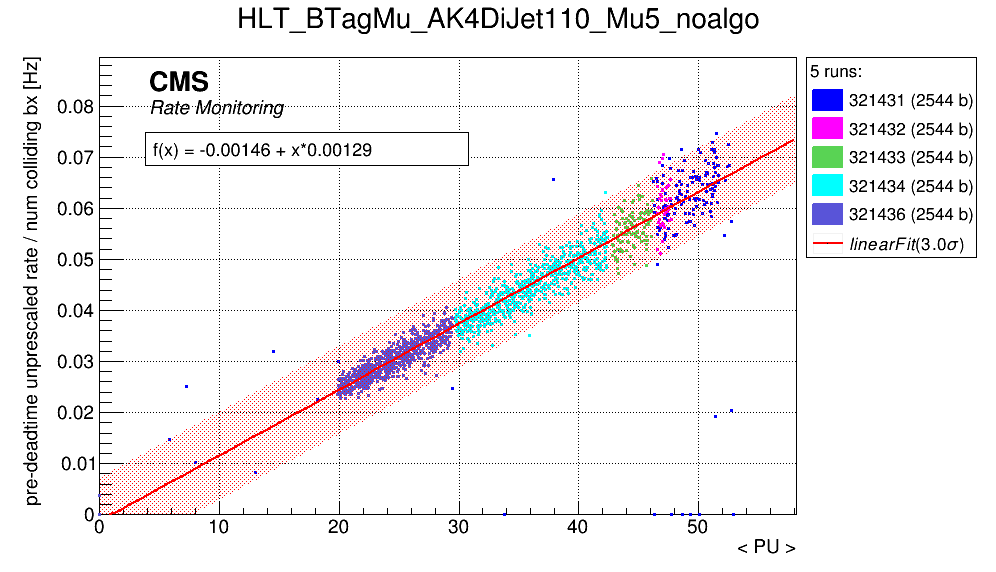 HLT_BTagMu_AK4DiJet110_Mu5_noalgo
pre-deadtime unprescaled rate / num colliding bx [Hz]
CMS
Rate Monitoring
f(x) = -0.00146 + x*0.00129
0.08
0.07
0.06
0.05
0.04
0.03
0.02
0.01
0
0 10 20 30 40 50
< PU >
5 runs:
321431 (2544 b)
321432 (2544 b)
321433 (2544 b)
321434 (2544 b)
321436 (2544 b)
linearFit(3.0σ)